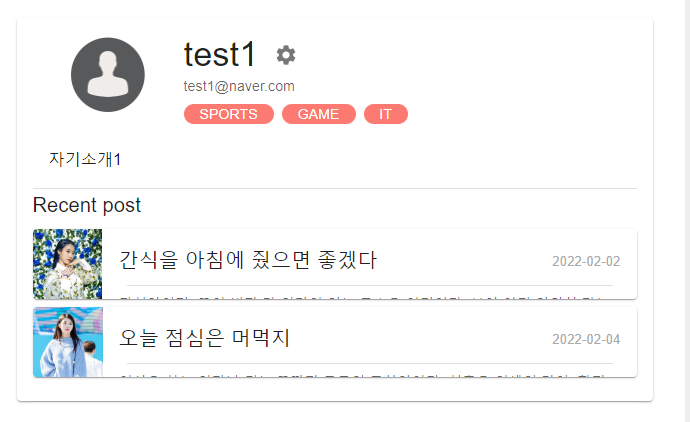 test1
test1@naver.com
SPORTS GAME IT
자기소개1
Recent post
간식을 아침에 줬으면 좋겠다 2022-02-02
오늘 점심은 머먹지 2022-02-04